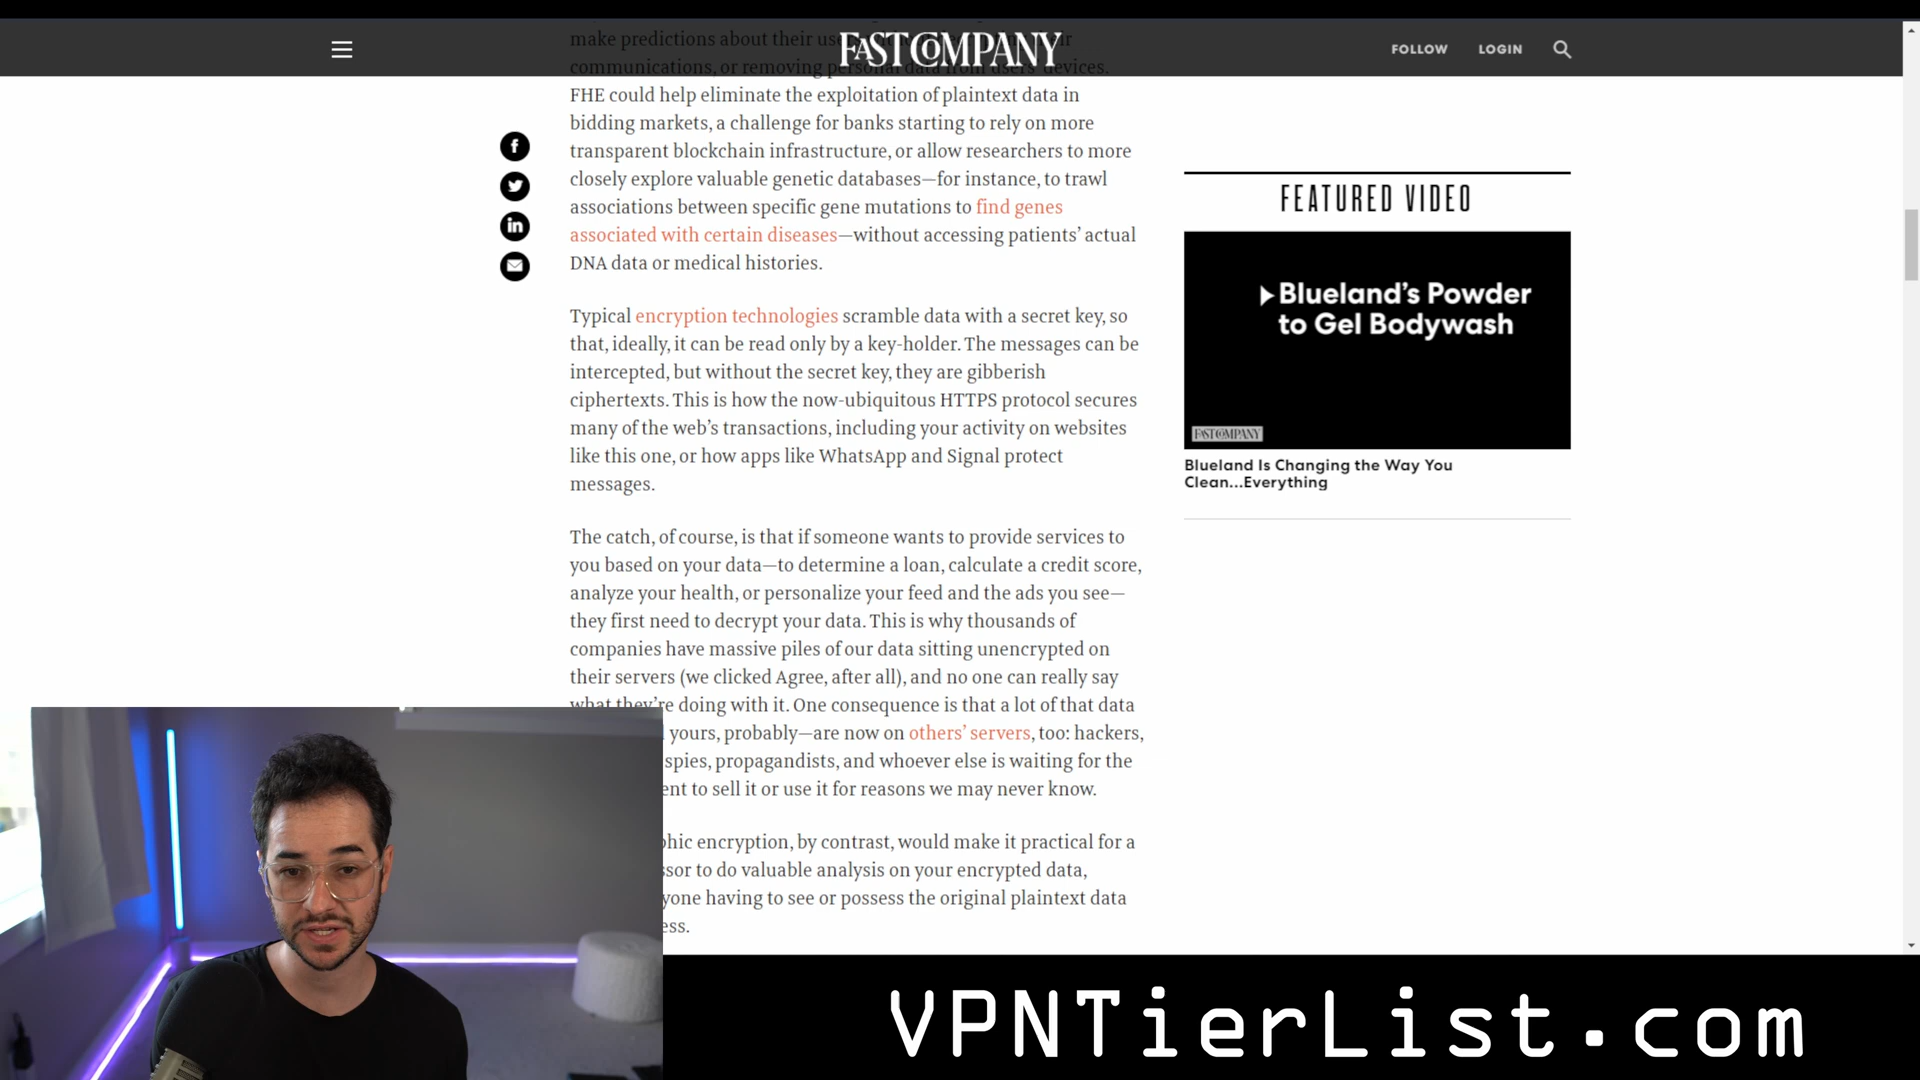 make predictions about their
communications, or removing personal data from users' devices.
FAST COMPANY
FOLLOW
LOGIN
FHE could help eliminate the exploitation of plaintext data in
bidding markets, a challenge for banks starting to rely on more
transparent blockchain infrastructure, or allow researchers to more
closely explore valuable genetic databases—for instance, to trawl
associations between specific gene mutations to find genes
associated with certain diseases—without accessing patients’ actual
DNA data or medical histories.
Typical encryption technologies scramble data with a secret key, so
that, ideally, it can be read only by a key-holder. The messages can be
intercepted, but without the secret key, they are gibberish
ciphertexts. This is how the now-ubiquitous HTTPS protocol secures
many of the web’s transactions, including your activity on websites
like this one, or how apps like WhatsApp and Signal protect
messages.
The catch, of course, is that if someone wants to provide services to
you based on your data—to determine a loan, calculate a credit score,
analyze your health, or personalize your feed and the ads you see—
they first need to decrypt your data. This is why thousands of
companies have massive piles of our data sitting unencrypted on
their servers (we clicked Agree, after all), and no one can really say
what they’re doing with it. One consequence is that a lot of that data
yours, probably—are now on others’ servers, too: hackers,
spies, propagandists, and whoever else is waiting for the
ent to sell it or use it for reasons we may never know.
phic encryption, by contrast, would make it practical for a
ssor to do valuable analysis on your encrypted data,
yone having to see or possess the original plaintext data
ess.
FEATURED VIDEO
Blueland’s Powder
to Gel Bodywash
FAST COMPANY
Blueland Is Changing the Way You
Clean...Everything
VPNTierList.com